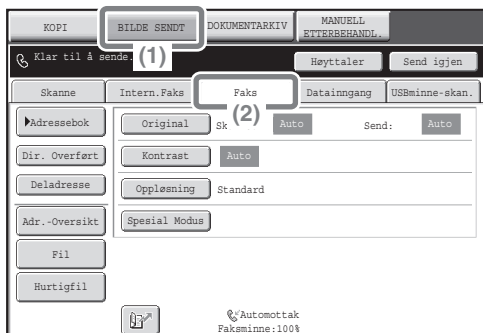 KOPI
BILDE SENDT
DOKUMENTARKIV
MANUELL
ETTERBEHANDL.
Klar til å sende.
(1)
Høyttaler
Send igjen
Skanne
Intern.Faks
Faks
Datainngang
USBminne-skan.
(2)
Adressebok
Original
Sk
Auto
Send:
Auto
Dir. Overført
Kontrast
Auto
Deladresse
Oppløsning
Standard
Adr.-Oversikt
Spesial Modus
Fil
Hurtigfil
Automottak
Faksminne:100%